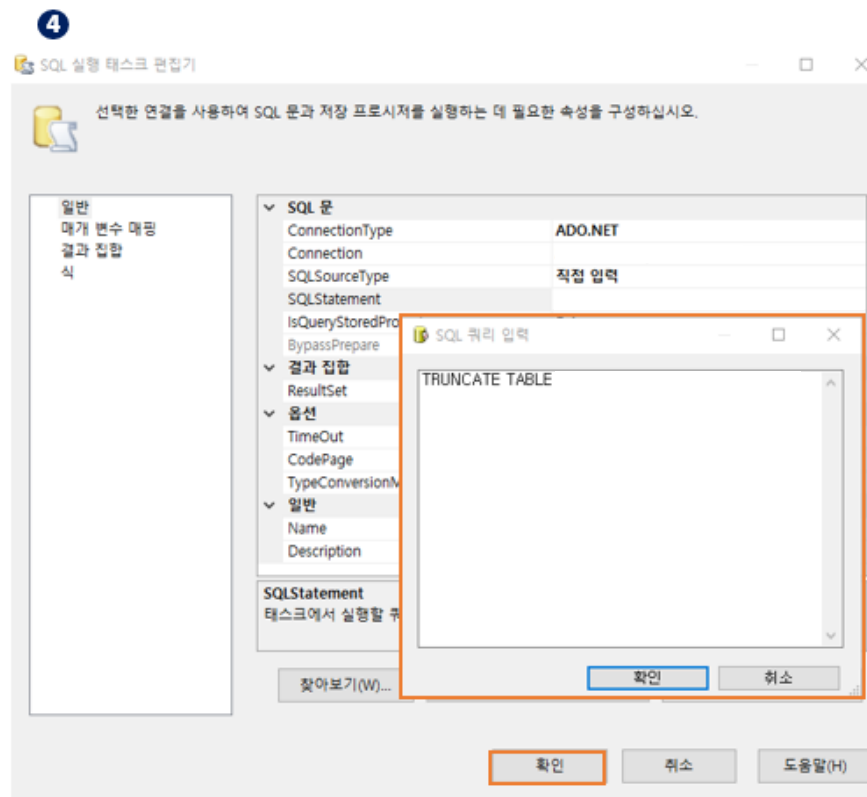 4
SQL 실행 태스크 편집기
선택한 연결을 사용하여 SQL 문과 저장 프로시저를 실행하는 데 필요한 속성을 구성하십시오.
일반
매개 변수 매핑
결과 집합
식
SQL 문
ConnectionType ADO.NET
Connection
SQLSourceType 직접 입력
SQLStatement
IsQueryStoredPro
BypassPrepare
결과 집합
ResultSet
옵션
TimeOut
CodePage
TypeConversionM
일반
Name
Description
SQLStatement
태스크에서 실행할 쿼
찾아보기(W)...
SQL 쿼리 입력
TRUNCATE TABLE
확인 취소
확인 취소 도움말(H)